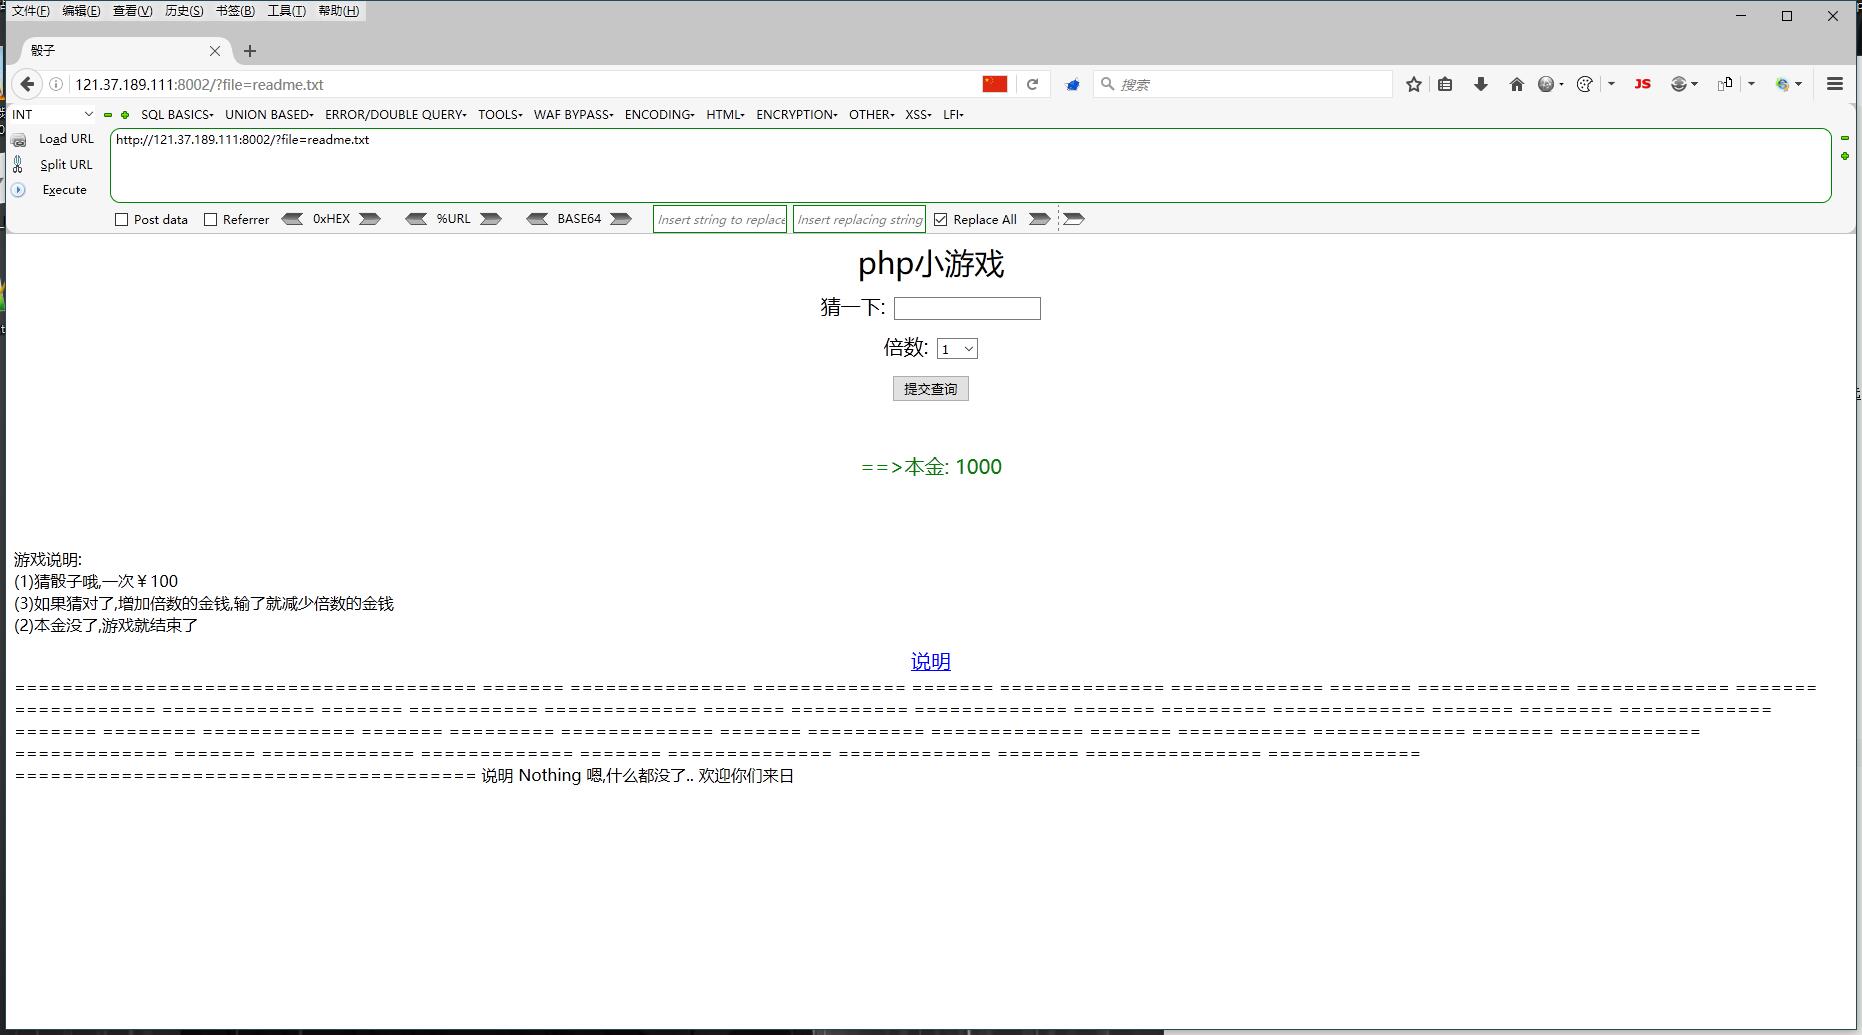 文件(F) 编辑(E) 查看(V) 历史(S) 书签(B) 工具(T) 帮助(H)
骰子
121.37.189.111:8002/?file=readme.txt
搜索
JS
INT SQL BASICS UNION BASED ERROR/DOUBLE QUERY TOOLS WAF BYPASS ENCODING HTML ENCRYPTION OTHER XSS LFI
Load URL
http://121.37.189.111:8002/?file=readme.txt
Split URL
Execute
Post data Referrer 0xHEX %URL BASE64 Insert string to replace Insert replacing string Replace All
php小游戏
猜一下:
倍数: 1
提交查询
==>本金: 1000
游戏说明:
(1)猜骰子哦,一次￥100
(3)如果猜对了,增加倍数的金钱,输了就减少倍数的金钱
(2)本金没了,游戏就结束了
说明
======================================= 说明 Nothing 嗯,什么都没了.. 欢迎你们来日